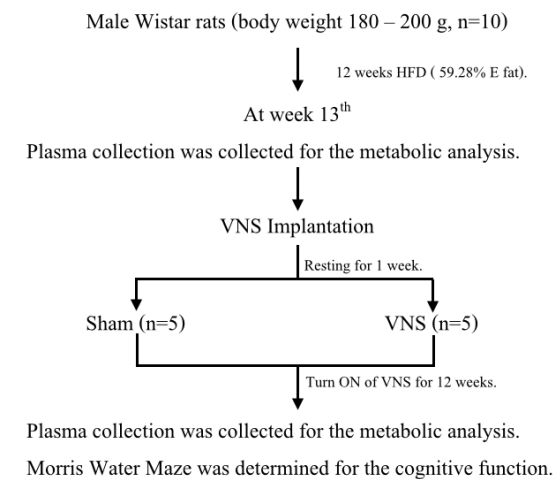 Male Wistar rats (body weight 180 – 200 g, n=10)
12 weeks HFD ( 59.28% E fat).
At week 13th
Plasma collection was collected for the metabolic analysis.
VNS Implantation
Resting for 1 week.
Sham (n=5)
VNS (n=5)
Turn ON of VNS for 12 weeks.
Plasma collection was collected for the metabolic analysis.
Morris Water Maze was determined for the cognitive function.